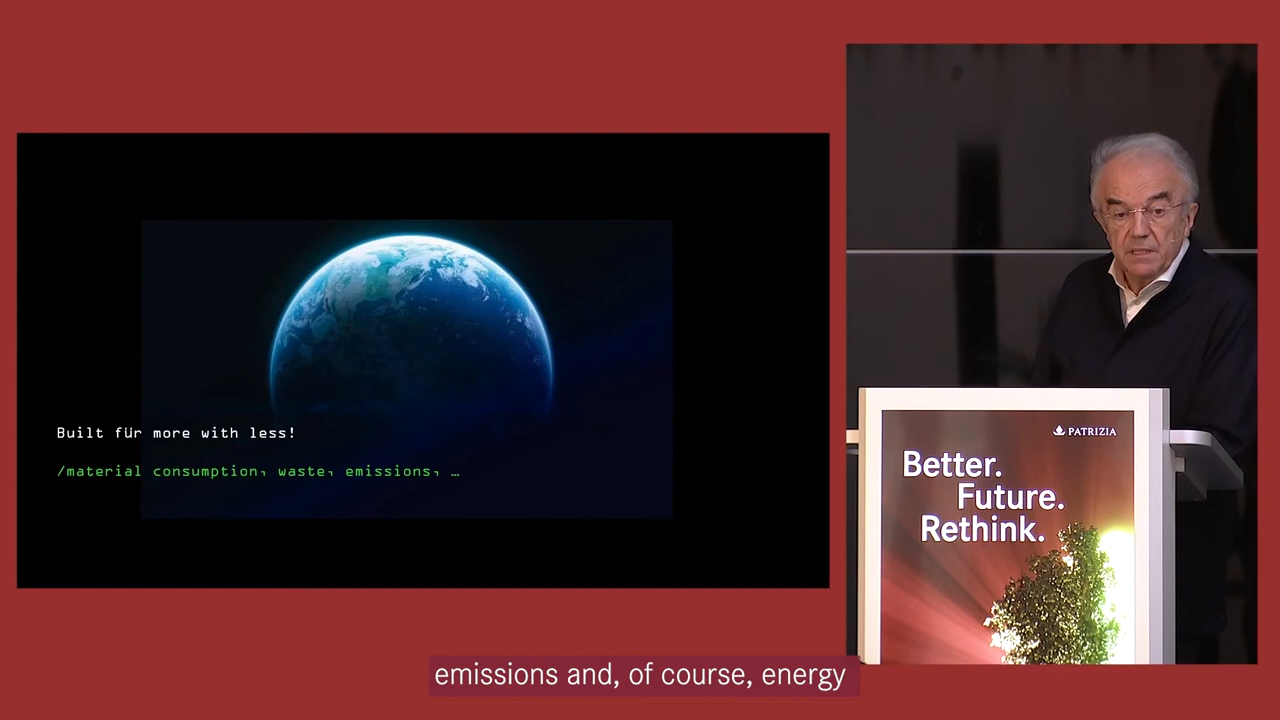 Built für more with less!
/material consumption, waste, emissions, …
PATRIZIA
Better.
Future.
Rethink.
emissions and, of course, energy